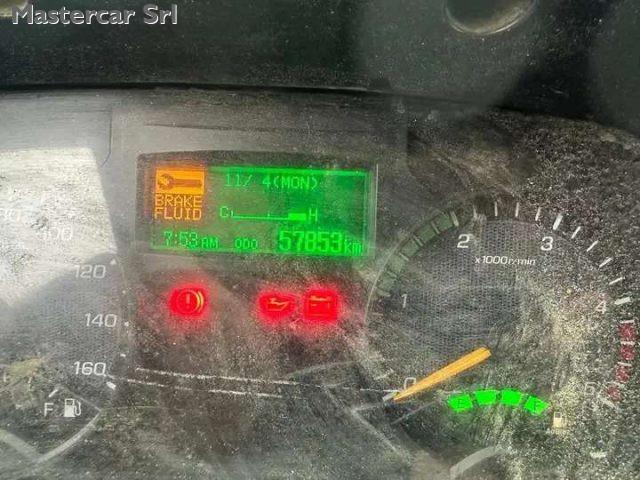 Mastercar Srl
11/ 4(MON)
BRAKE
FLUID
C H
7:53AM ODO 57853km
100
120
140
160
F
0
1
2
3
4
5
x1000r/min
E F